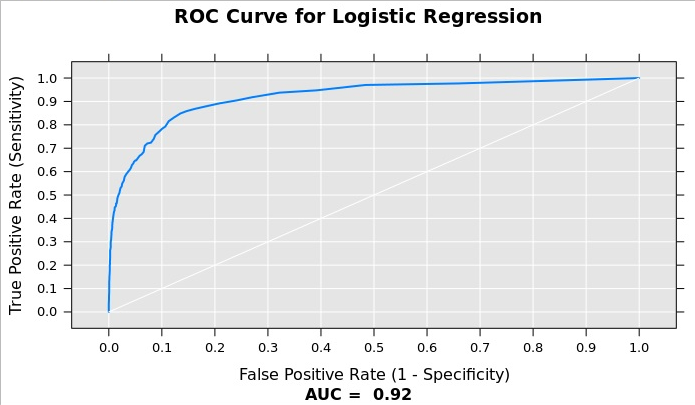 ROC Curve for Logistic Regression
True Positive Rate (Sensitivity)
1.0
0.9
0.8
0.7
0.6
0.5
0.4
0.3
0.2
0.1
0.0
0.0 0.1 0.2 0.3 0.4 0.5 0.6 0.7 0.8 0.9 1.0
False Positive Rate (1 - Specificity)
AUC = 0.92